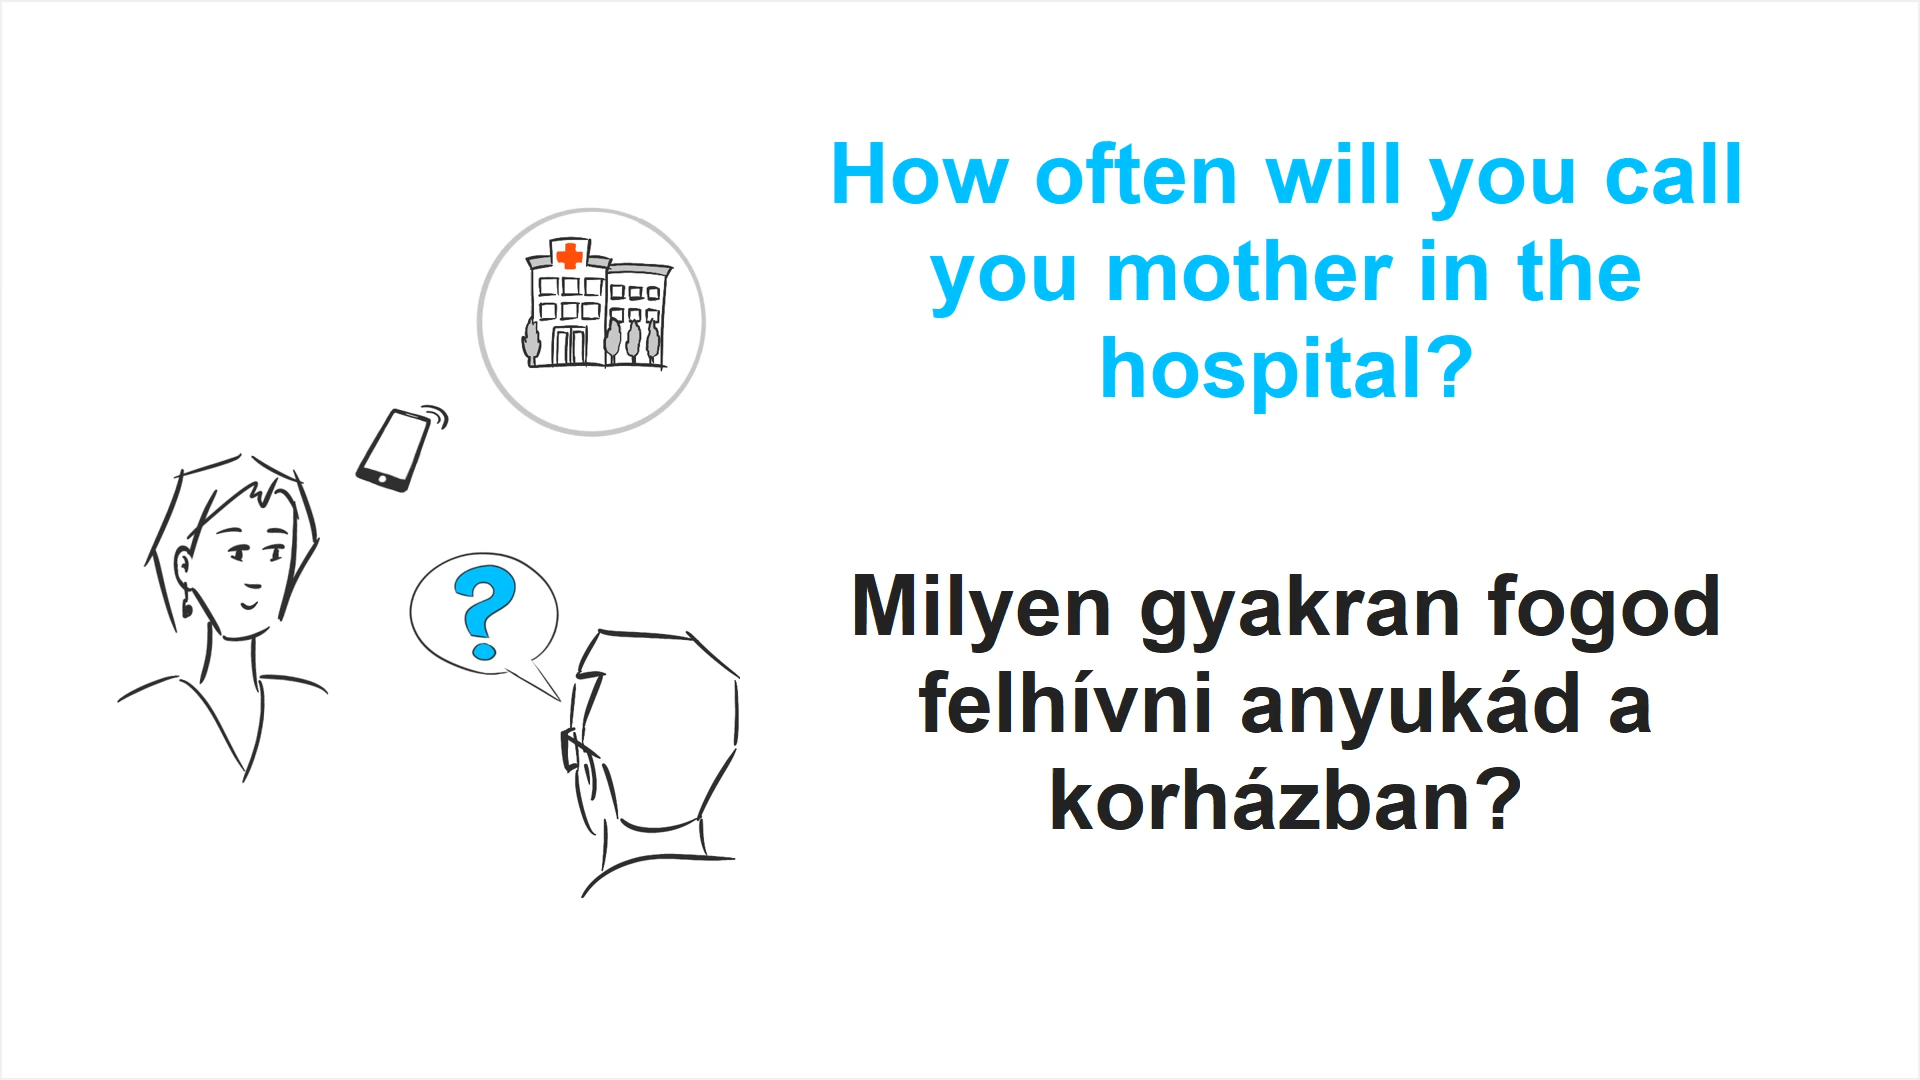 How often will you call
you mother in the
hospital?
Milyen gyakran fogod
felhívni anyukád a
korházban?